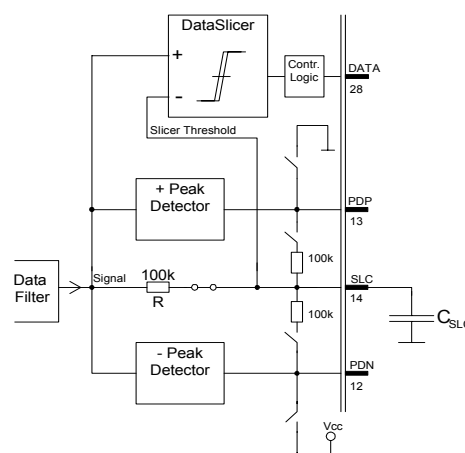 DataSlicer
+
-
Contr.
Logic
DATA
28
Slicer Threshold
+ Peak
Detector
PDP
13
100k
Data
Filter
Signal
100k
R
SLC
14
CSLC
100k
- Peak
Detector
PDN
12
Vcc